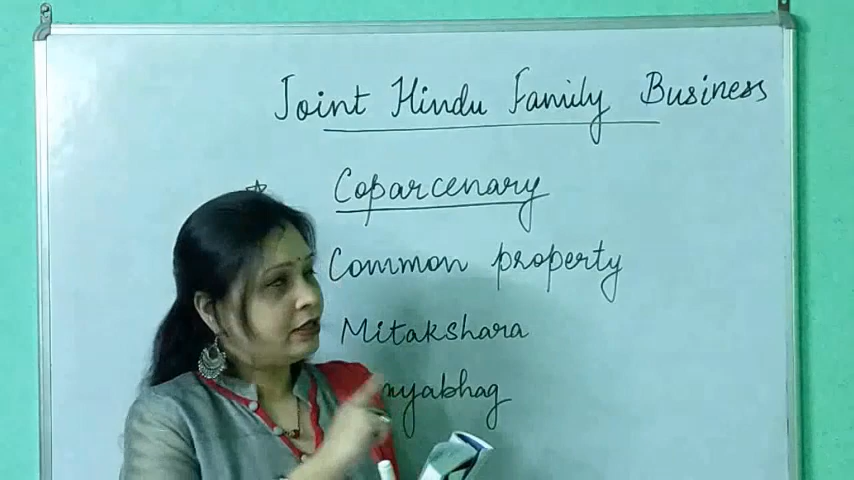 Joint Hindu Family Business
Coparcenary
Common property
Mitakshara